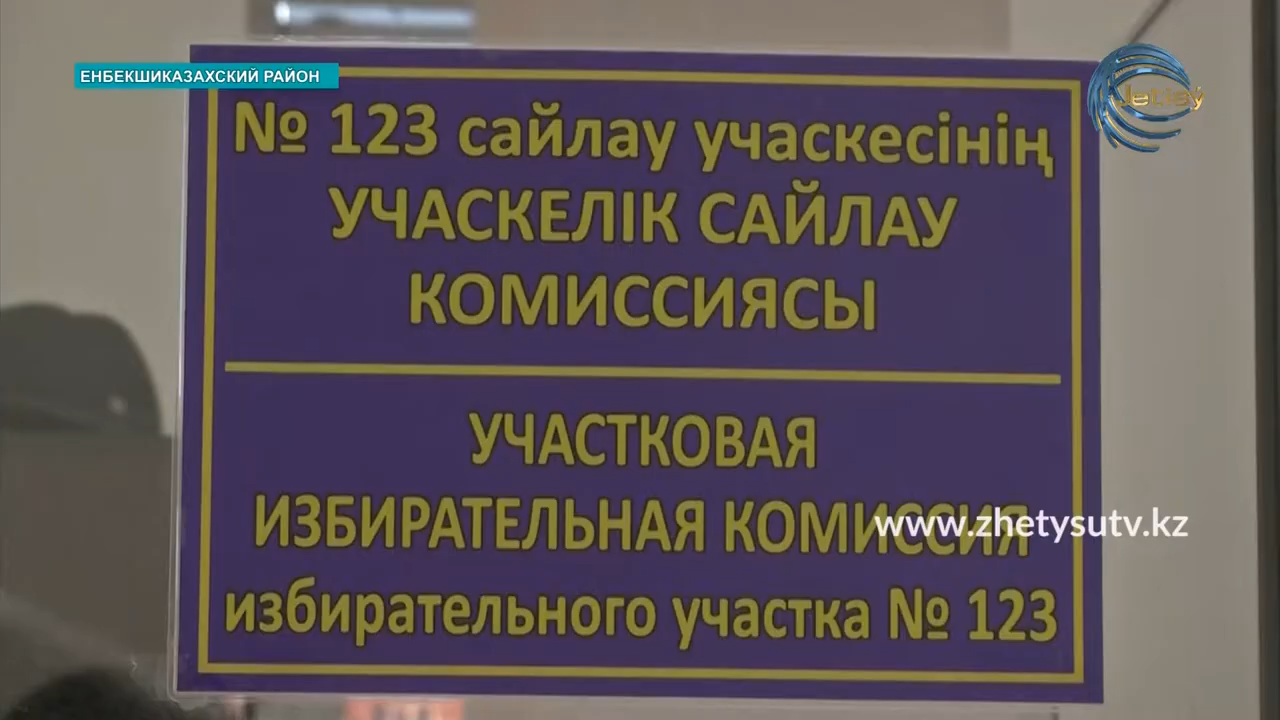 ЕНБЕКШИКАЗАХСКИЙ РАЙОН
Jetisý
№ 123 сайлау учаскесінің
УЧАСКЕЛІК САЙЛАУ
КОМИССИЯСЫ
УЧАСТКОВАЯ
ИЗБИРАТЕЛЬНАЯ КОМИССИЯ
www.zhetysutv.kz
избирательного участка № 123